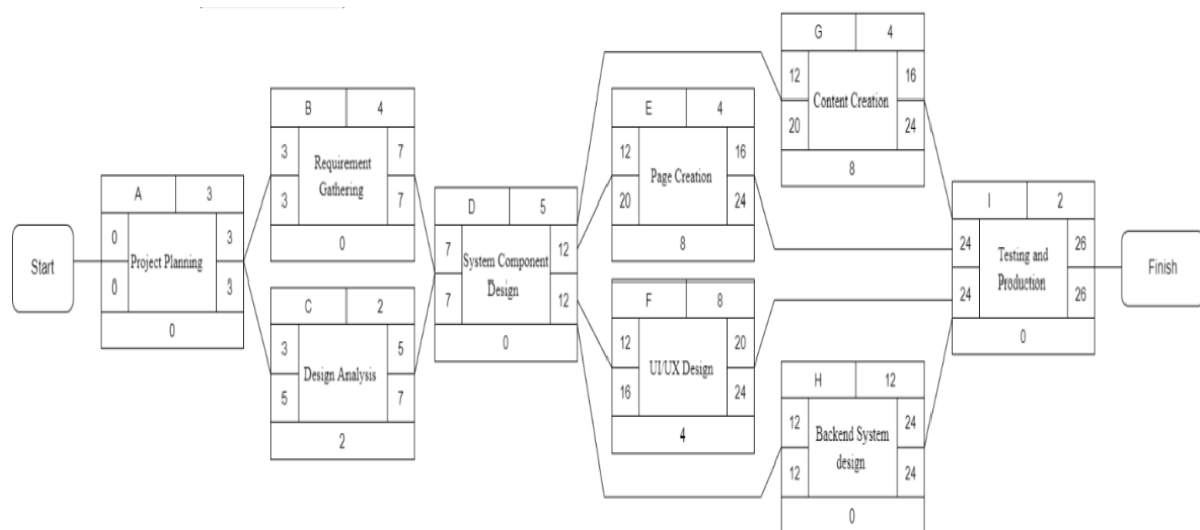 Start
A 3
0 3
Project Planning
0 3
0
B 4
3 7
Requirement
Gathering
3 7
0
C 2
3 5
Design Analysis
5 7
2
D 5
7 12
System Component
Design
7 12
0
G 4
12 16
Content Creation
20 24
8
E 4
12 16
Page Creation
20 24
8
F 8
12 20
UI/UX Design
16 24
4
H 12
12 24
Backend System
design
12 24
0
I 2
24 26
Testing and
Production
24 26
0
Finish